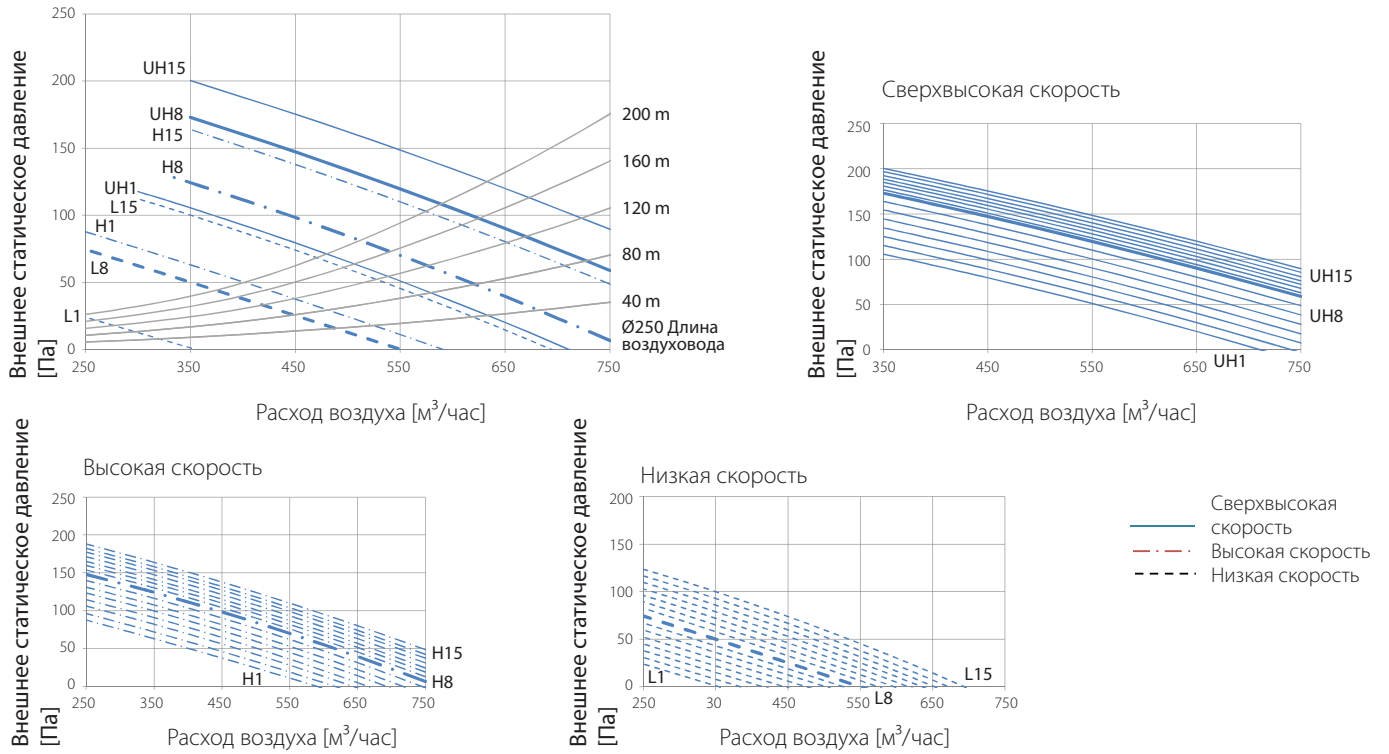 Внешнее статическое давление
[Па]
250
200
150
100
50
0
UH15
UH8
H15
H8
UH1
L15
H1
L8
L1
200 m
160 m
120 m
80 m
40 m
Ø250 Длина
воздуховода
250
350
450
550
650
750
Расход воздуха [м³/час]
Сверхвысокая скорость
Внешнее статическое давление
[Па]
250
200
150
100
50
0
UH15
UH8
UH1
350
450
550
650
750
Расход воздуха [м³/час]
Высокая скорость
Внешнее статическое давление
[Па]
250
200
150
100
50
0
H15
H8
H1
250
350
450
550
650
750
Расход воздуха [м³/час]
Низкая скорость
Внешнее статическое давление
[Па]
200
150
100
50
0
L1
L15
L8
250
30
450
550
650
750
Расход воздуха [м³/час]
Сверхвысокая
скорость
Высокая скорость
Низкая скорость